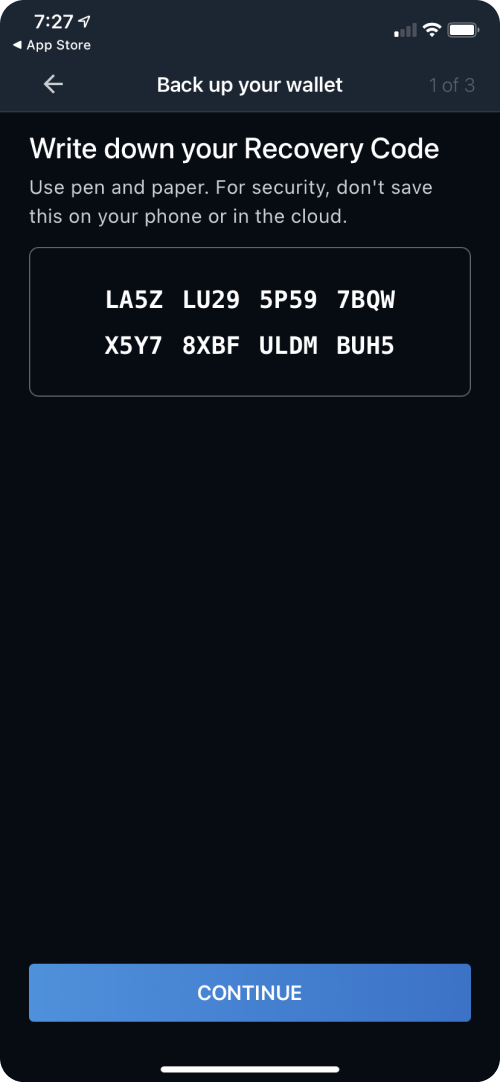 7:27
◀ App Store
Back up your wallet
1 of 3
Write down your Recovery Code
Use pen and paper. For security, don't save
this on your phone or in the cloud.
LA5Z LU29 5P59 7BQW
X5Y7 8XBF ULDM BUH5
CONTINUE